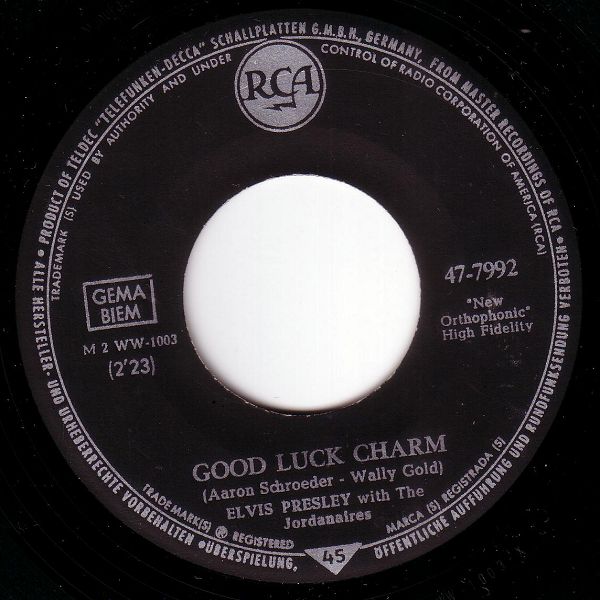 • PRODUCT OF TELDEC "TELEFUNKEN-DECCA" SCHALLPLATTEN G.M.B.H., GERMANY, FROM MASTER RECORDINGS OF RCA •
TRADEMARK (S) USED BY AUTHORITY AND UNDER CONTROL OF RADIO CORPORATION OF AMERICA (RCA)
RCA
47-7992
"New
Orthophonic"
High Fidelity
GEMA
BIEM
M 2 WW-1003
(2'23)
GOOD LUCK CHARM
(Aaron Schroeder - Wally Gold)
ELVIS PRESLEY with The
Jordanaires
TRADE MARK(S) ® REGISTERED
MARCA (S) REGISTRADA (S)
45
ALLE HERSTELLER- UND URHEBERRECHTE VORBEHALTEN •ÜBERSPIELUNG, ÖFFENTLICHE AUFFÜHRUNG UND RUNDFUNKSENDUNG VERBOTEN